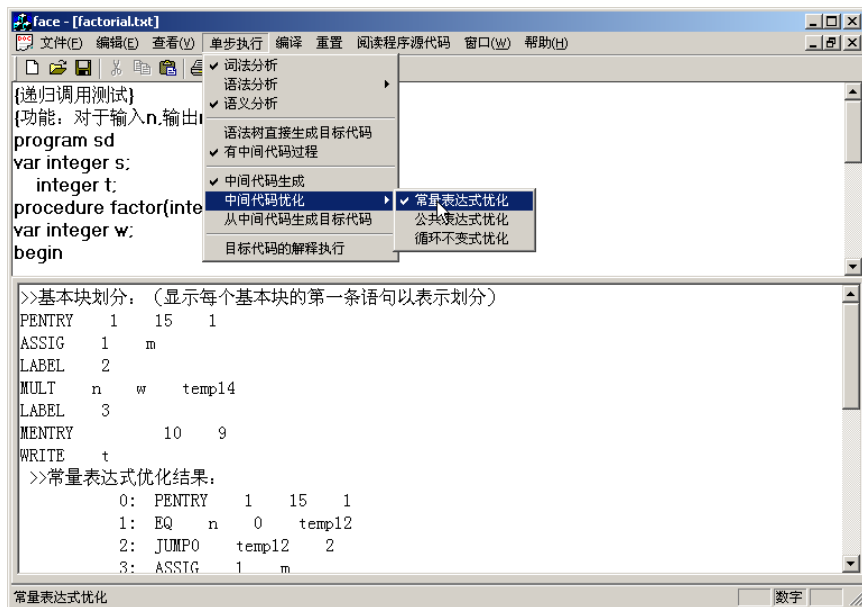 face - [factorial.txt]
文件(F) 编辑(E) 查看(V) 单步执行 编译 重置 阅读程序源代码 窗口(W) 帮助(H)
{递归调用测试}
{功能：对于输入n,输出
program sd
var integer s;
integer t;
procedure factor(inte
var integer w;
begin
词法分析
语法分析
语义分析
语法树直接生成目标代码
有中间代码过程
中间代码生成
中间代码优化
从中间代码生成目标代码
目标代码的解释执行
常量表达式优化
公共表达式优化
循环不变式优化
>>基本块划分：（显示每个基本块的第一条语句以表示划分）
PENTRY 1 15 1
ASSIG 1 m
LABEL 2
MULT n w temp14
LABEL 3
MENTRY 10 9
WRITE t
>>常量表达式优化结果：
0: PENTRY 1 15 1
1: EQ n 0 temp12
2: JUMP0 temp12 2
3: ASSIG 1 m
常量表达式优化
数字